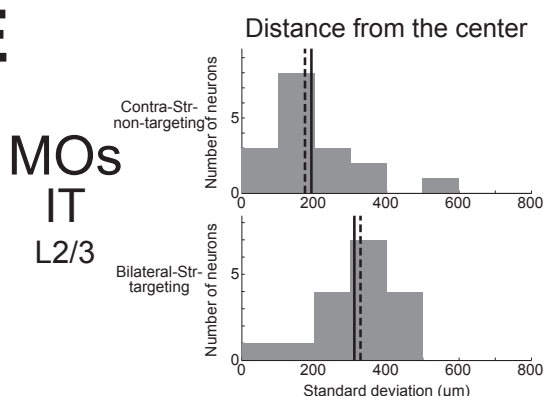 E
Distance from the center
MOs
IT
L2/3
Contra-Str-
non-targeting
Number of neurons
5
0
0 200 400 600 800
Bilateral-Str-
targeting
Number of neurons
5
0
0 200 400 600 800
Standard deviation (um)